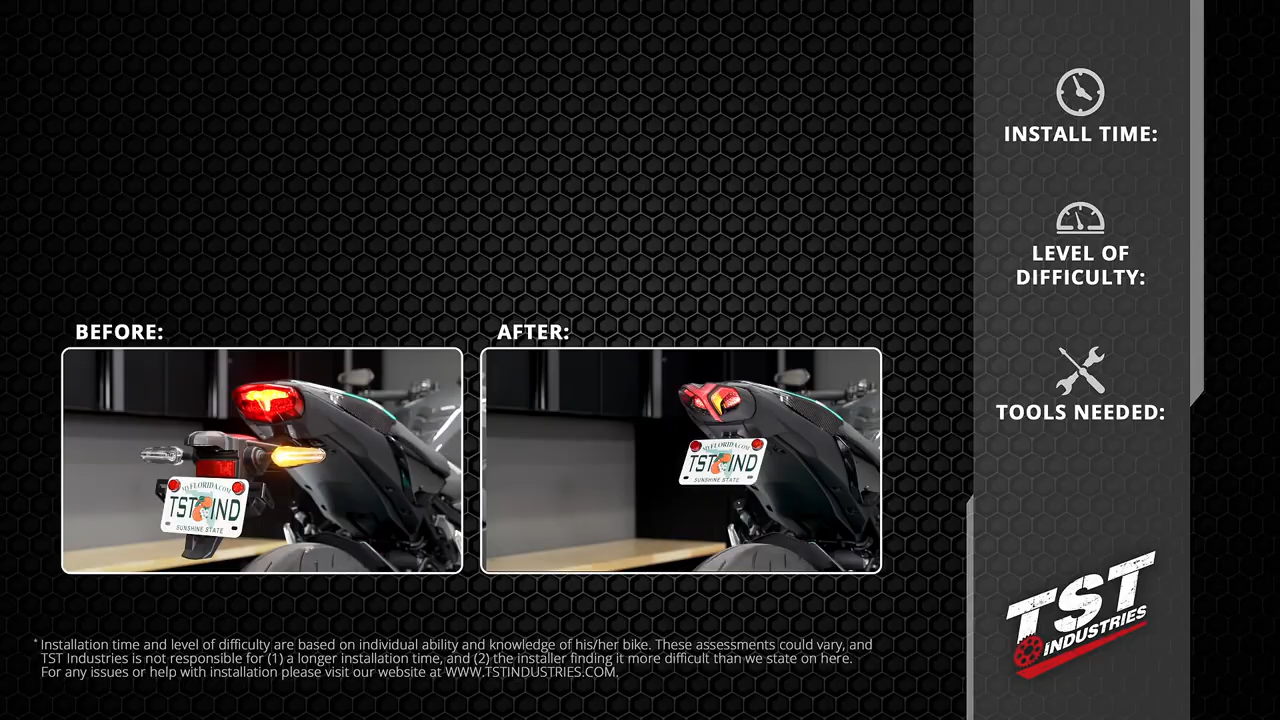 INSTALL TIME:
LEVEL OF
DIFFICULTY:
TOOLS NEEDED:
BEFORE:
AFTER:
MYFLORIDA.COM
TST IND
SUNSHINE STATE
MYFLORIDA.COM
TST IND
SUNSHINE STATE
* Installation time and level of difficulty are based on individual ability and knowledge of his/her bike. These assessments could vary, and
TST Industries is not responsible for (1) a longer installation time, and (2) the installer finding it more difficult than we state on here.
For any issues or help with installation please visit our website at WWW.TSTINDUSTRIES.COM.
TST
INDUSTRIES